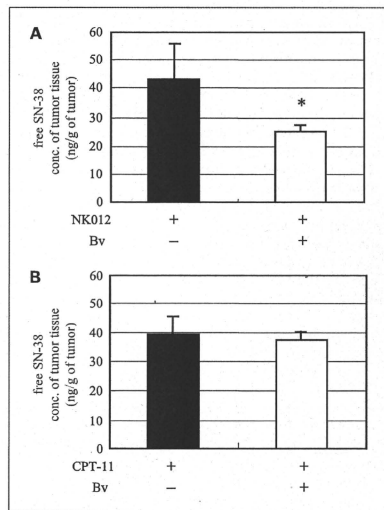 A
free SN-38
conc. of tumor tissue
(ng/g of tumor)
60
50
40
30
20
10
0
*
NK012 + +
Bv − +
B
free SN-38
conc. of tumor tissue
(ng/g of tumor)
60
50
40
30
20
10
0
CPT-11 + +
Bv − +